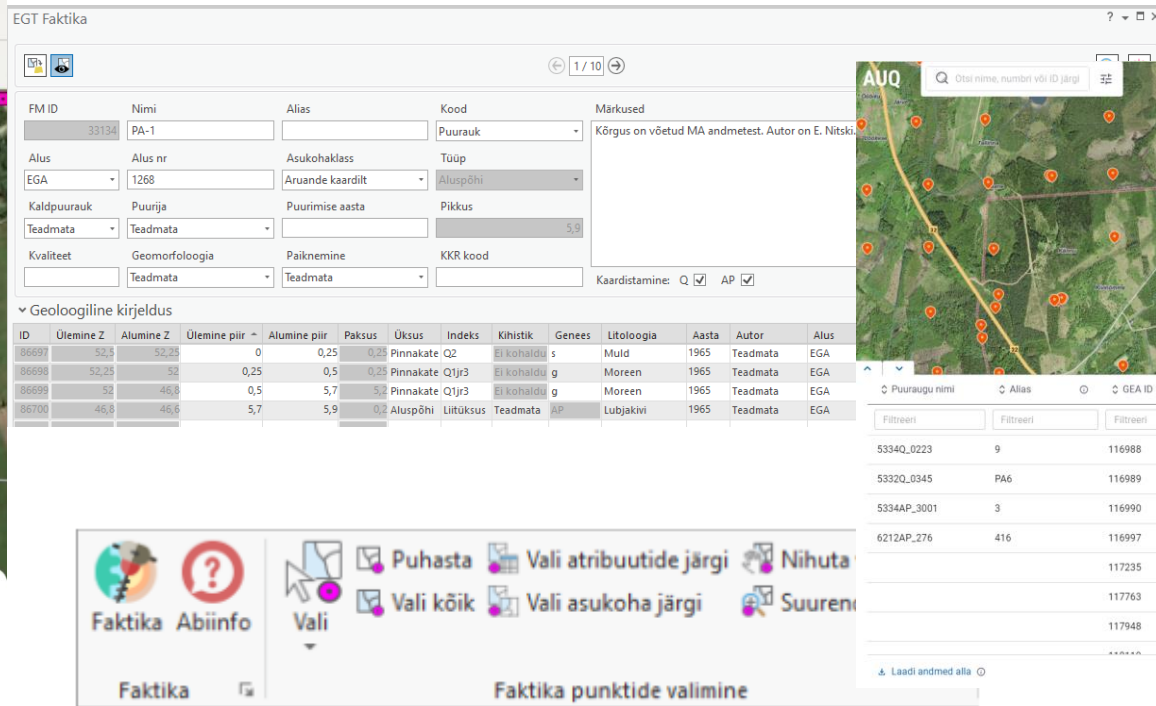 EGT Faktika
1 / 10
FM ID Nimi Alias Kood Märkused
33134 PA-1 Puurauk Kõrgus on võetud MA andmetest. Autor on E. Nitski,
Alus Alus nr Asukohaklass Tüüp
EGA 1268 Aruande kaardilt Aluspõhi
Kaldpuurauk Puurija Puurimise aasta Pikkus
Teadmata Teadmata 5,9
Kvaliteet Geomorfoloogia Paiknemine KKR kood
Teadmata Teadmata
Kaardistamine: Q AP
Geoloogiline kirjeldus
ID Ülemine Z Alumine Z Ülemine piir Alumine piir Paksus Üksus Indeks Kihistik Genees Litoloogia Aasta Autor Alus
86697 52,5 52,25 0 0,25 0,25 Pinnakate Q2 Ei kohaldu s Muld 1965 Teadmata EGA
86698 52,25 52 0,25 0,5 0,25 Pinnakate Q1jr3 Ei kohaldu g Moreen 1965 Teadmata EGA
86699 52 46,8 0,5 5,7 5,2 Pinnakate Q1jr3 Ei kohaldu g Moreen 1965 Teadmata EGA
86700 46,8 46,6 5,7 5,9 0,2 Aluspõhi Liitüksus Teadmata AP Lubjakivi 1965 Teadmata EGA
AUQ
Otsi nime, numbri või ID järgi
Puuraugu nimi Alias GEA ID
Filtreeri Filtreeri Filtreeri
5334Q_0223 9 116988
5332Q_0345 PA6 116989
5334AP_3001 3 116990
6212AP_276 416 116997
117235
117763
117948
Laadi andmed alla
Puhasta Vali atribuutide järgi Nihuta
Vali kõik Vali asukoha järgi Suurend
Faktika Abiinfo Vali
Faktika Faktika punktide valimine